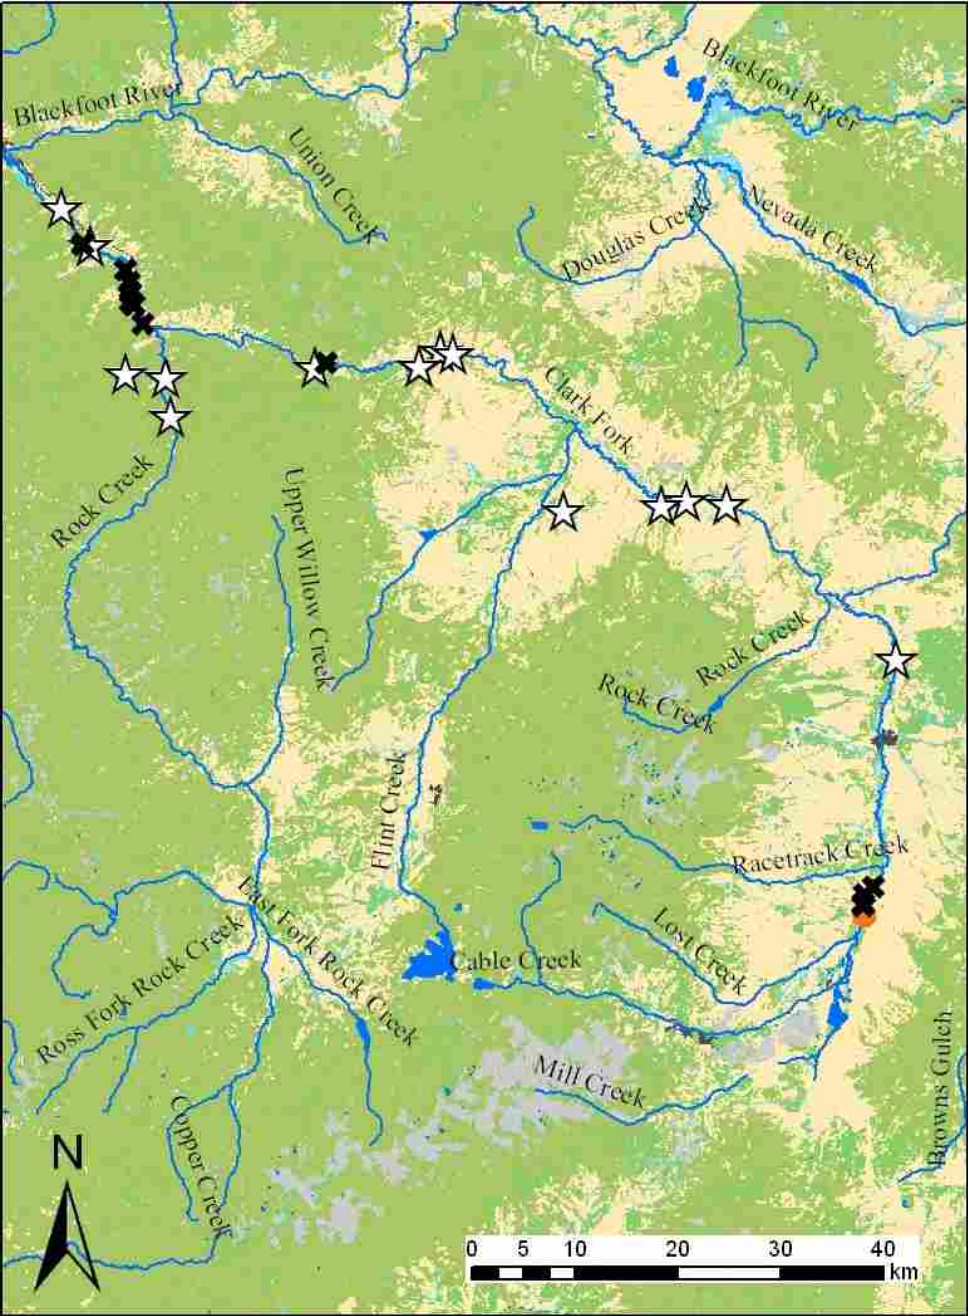 Blackfoot River
Blackfoot River
Union Creek
Nevada Creek
Douglas Creek
Clark Fork
Rock Creek
Upper Willow Creek
Rock Creek
Rock Creek
Flint Creek
Racetrack Creek
East Fork Rock Creek
Lost Creek
Ross Fork Rock Creek
Cable Creek
Mill Creek
Browns Gulch
Copper Creek
N
0 5 10 20 30 40
km